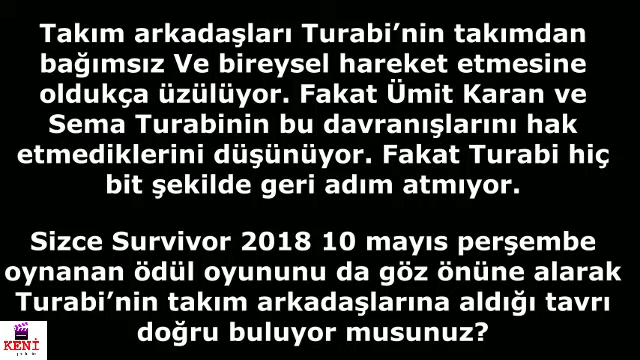 Takım arkadaşları Turabi’nin takımdan
bağımsız Ve bireysel hareket etmesine
oldukça üzülüyor. Fakat Ümit Karan ve
Sema Turabinin bu davranışlarını hak
etmediklerini düşünüyor. Fakat Turabi hiç
bit şekilde geri adım atmıyor.
Sizce Survivor 2018 10 mayıs perşembe
oynanan ödül oyununu da göz önüne alarak
Turabi’nin takım arkadaşlarına aldığı tavrı
doğru buluyor musunuz?
KENİ